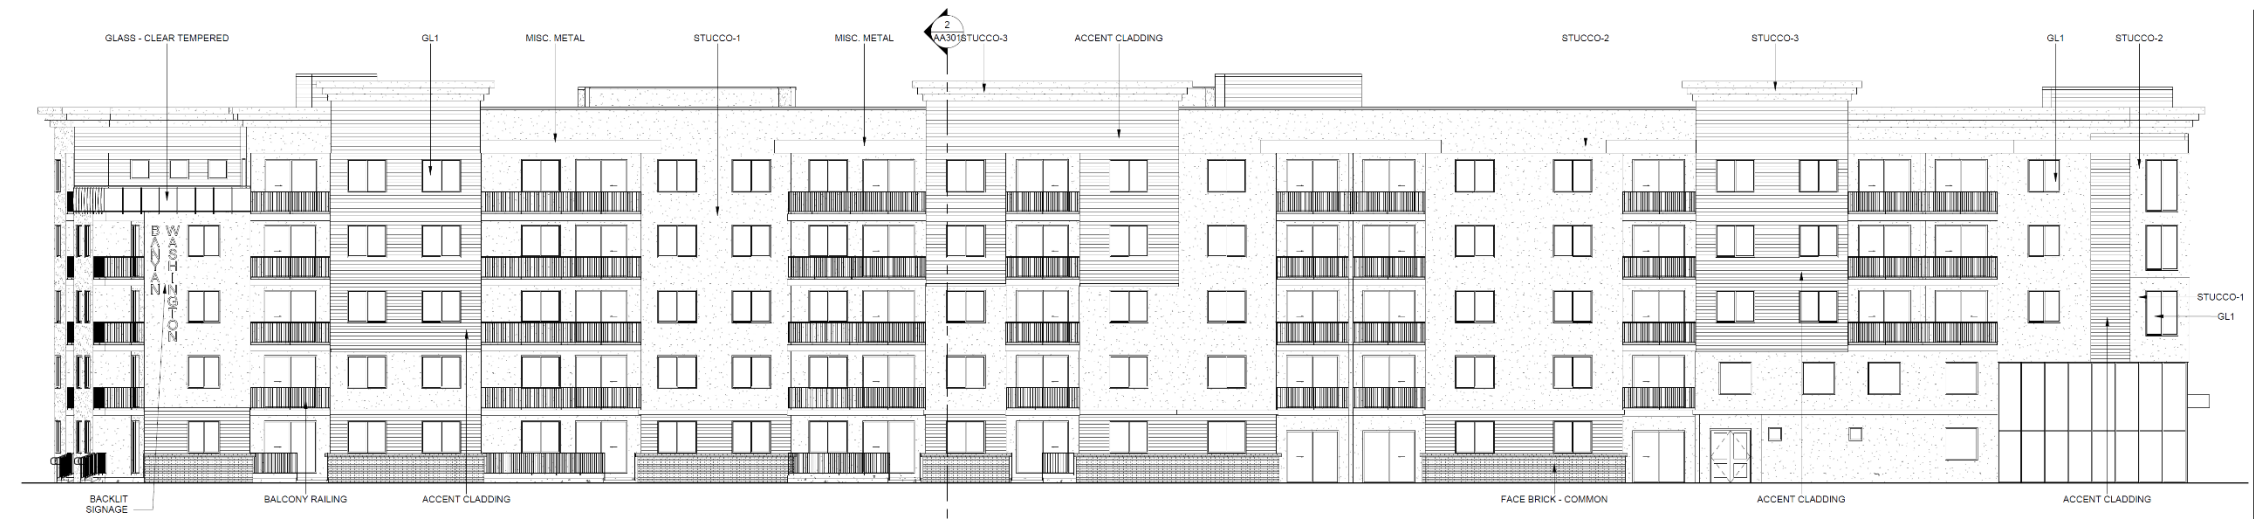 2
GLASS - CLEAR TEMPERED
GL1
MISC. METAL
STUCCO-1
MISC. METAL
AA301
STUCCO-3
ACCENT CLADDING
STUCCO-2
STUCCO-3
GL1
STUCCO-2
BANYAN
WASHINGTON
STUCCO-1
GL1
BACKLIT
SIGNAGE
BALCONY RAILING
ACCENT CLADDING
FACE BRICK - COMMON
ACCENT CLADDING
ACCENT CLADDING